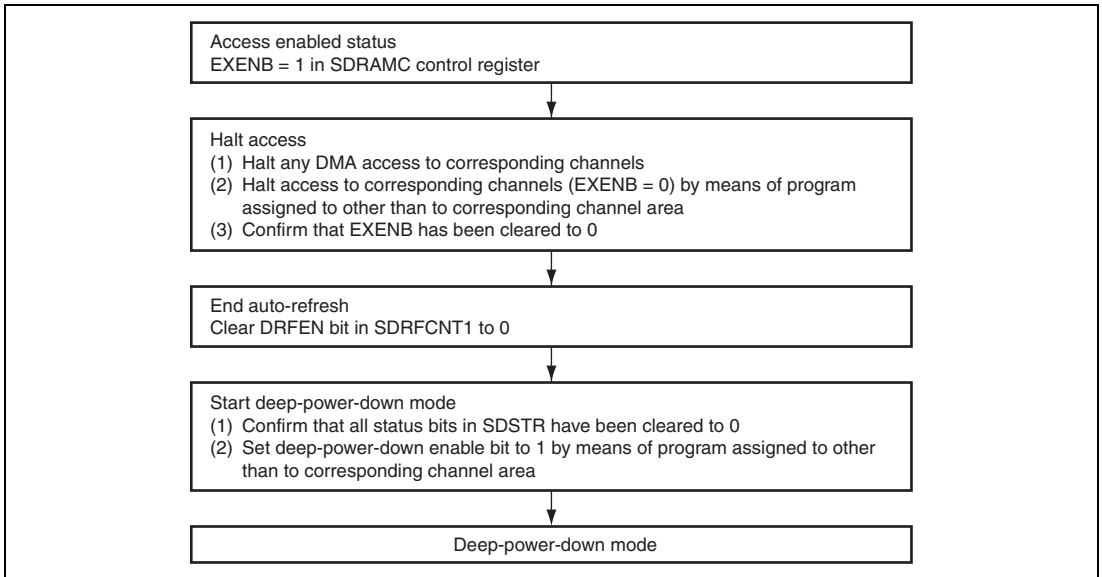 Access enabled status
EXENB = 1 in SDRAMC control register
Halt access
(1) Halt any DMA access to corresponding channels
(2) Halt access to corresponding channels (EXENB = 0) by means of program
assigned to other than to corresponding channel area
(3) Confirm that EXENB has been cleared to 0
End auto-refresh
Clear DRFEN bit in SDRFCNT1 to 0
Start deep-power-down mode
(1) Confirm that all status bits in SDSTR have been cleared to 0
(2) Set deep-power-down enable bit to 1 by means of program assigned to other
than to corresponding channel area
Deep-power-down mode